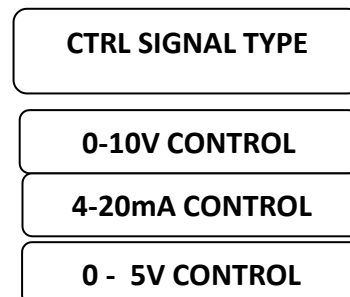 CTRL SIGNAL TYPE
0-10V CONTROL
4-20mA CONTROL
0 - 5V CONTROL